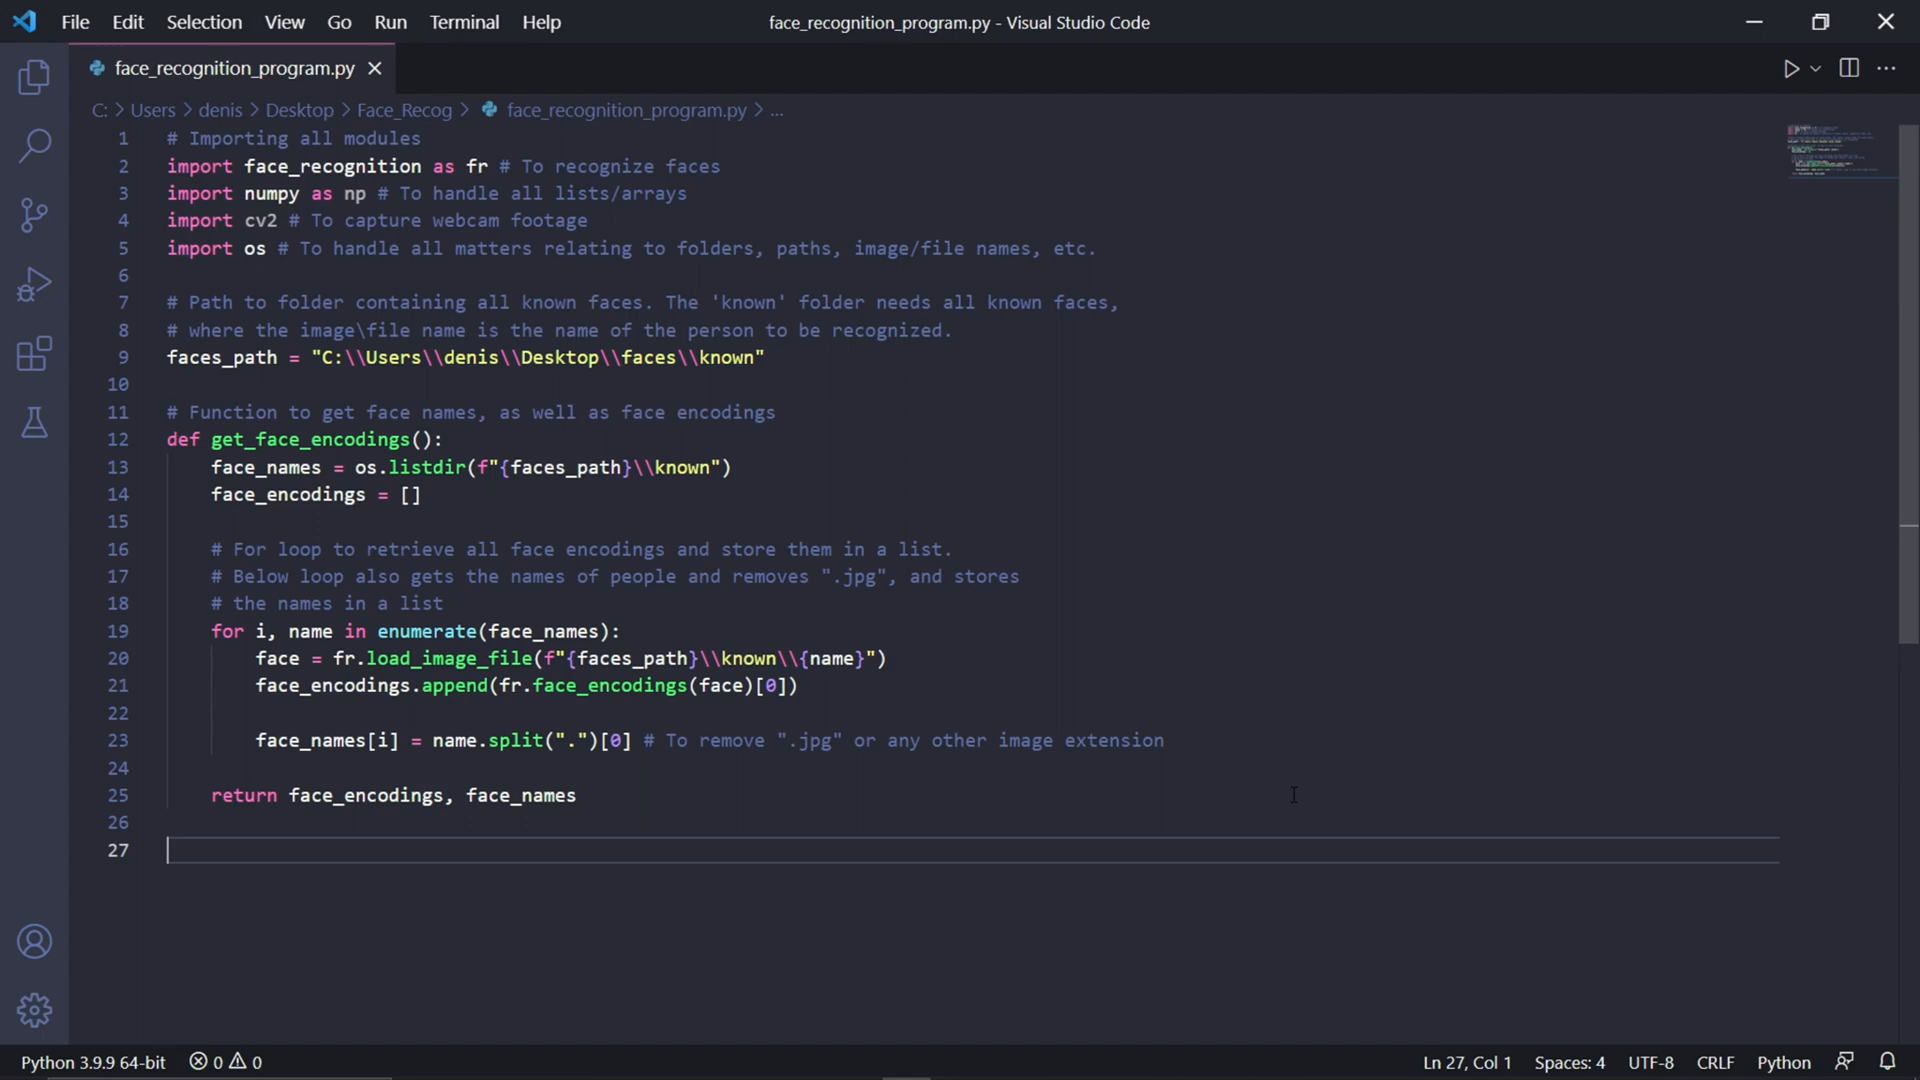 File Edit Selection View Go Run Terminal Help face_recognition_program.py - Visual Studio Code
face_recognition_program.py
C: > Users > denis > Desktop > Face_Recog > face_recognition_program.py > ...
1 # Importing all modules
2 import face_recognition as fr # To recognize faces
3 import numpy as np # To handle all lists/arrays
4 import cv2 # To capture webcam footage
5 import os # To handle all matters relating to folders, paths, image/file names, etc.
6
7 # Path to folder containing all known faces. The 'known' folder needs all known faces,
8 # where the image\file name is the name of the person to be recognized.
9 faces_path = "C:\\Users\\denis\\Desktop\\faces\\known"
10
11 # Function to get face names, as well as face encodings
12 def get_face_encodings():
13     face_names = os.listdir(f"{faces_path}\\known")
14     face_encodings = []
15
16     # For loop to retrieve all face encodings and store them in a list.
17     # Below loop also gets the names of people and removes ".jpg", and stores
18     # the names in a list
19     for i, name in enumerate(face_names):
20         face = fr.load_image_file(f"{faces_path}\\known\\{name}")
21         face_encodings.append(fr.face_encodings(face)[0])
22
23         face_names[i] = name.split(".")[0] # To remove ".jpg" or any other image extension
24
25     return face_encodings, face_names
26
27
Python 3.9.9 64-bit 0 0 Ln 27, Col 1 Spaces: 4 UTF-8 CRLF Python